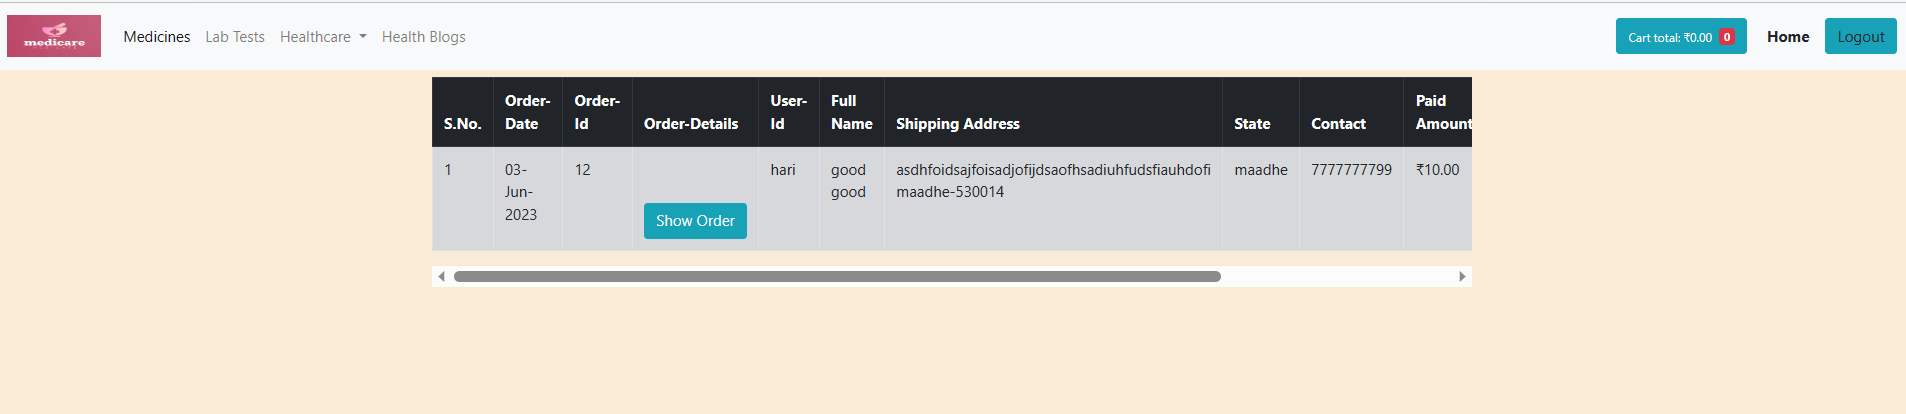 medicare
Medicines Lab Tests Healthcare Health Blogs
Cart total: ₹0.00 0 Home Logout
S.No. Order-Date Order-Id Order-Details User-Id Full Name Shipping Address State Contact Paid Amount
1 03-Jun-2023 12 Show Order hari good good asdhfoidsajfoisadjofijdsaofhsadiuhfudsfiauhdofi maadhe-530014 maadhe 7777777799 ₹10.00